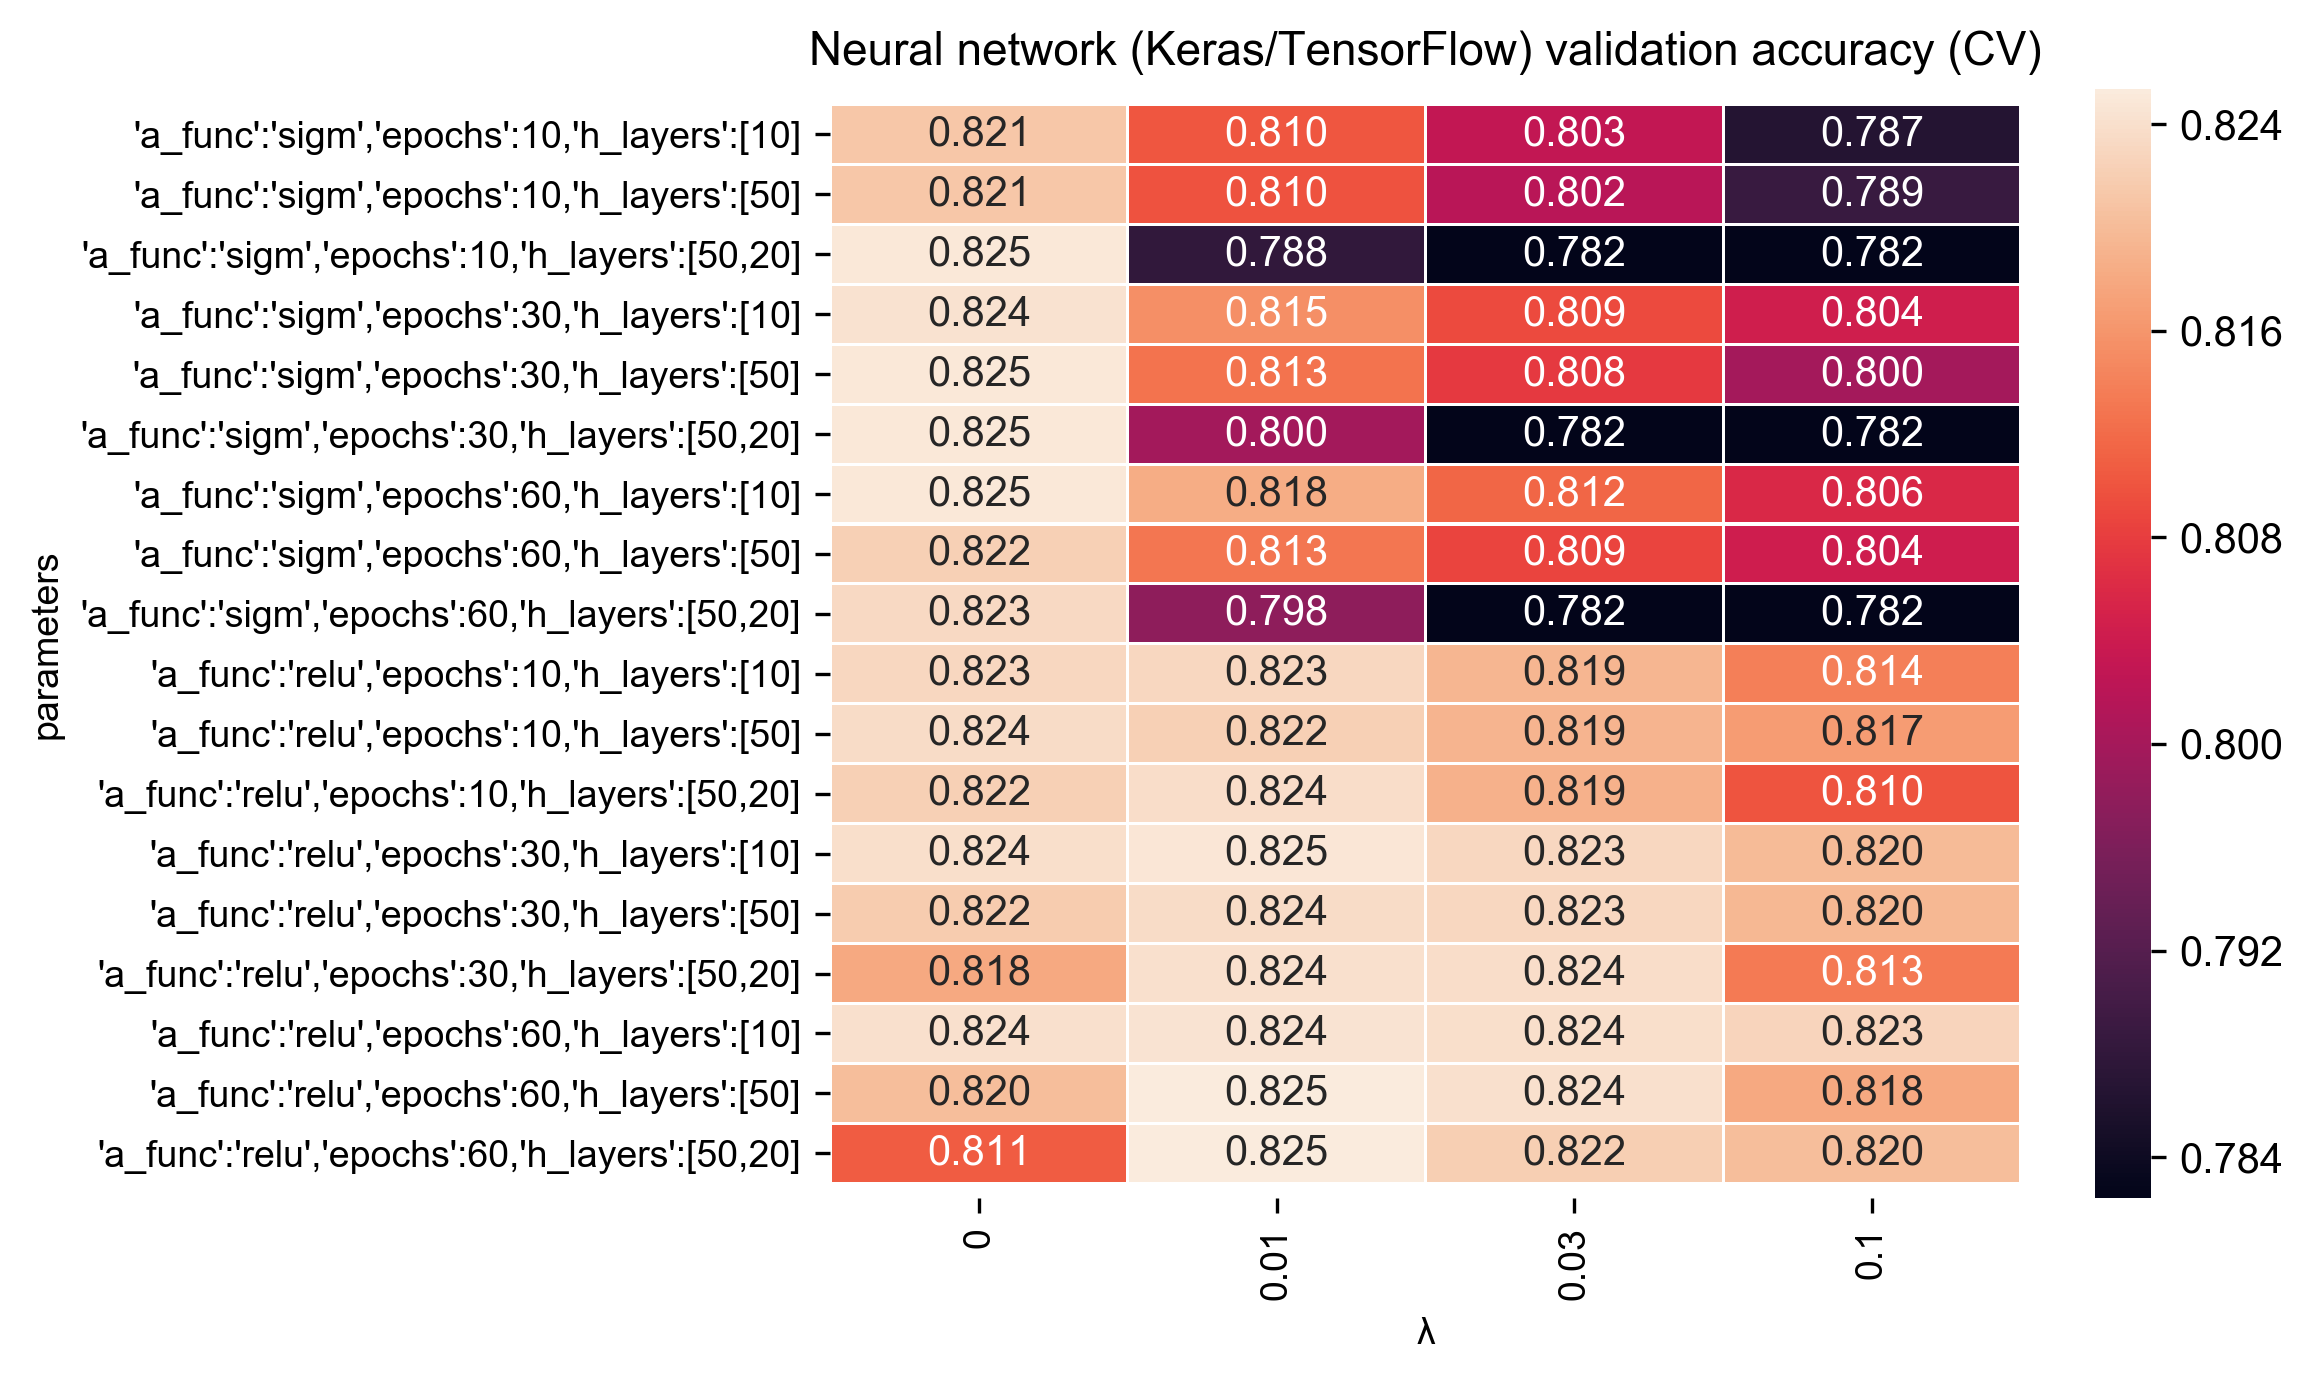 Neural network (Keras/TensorFlow) validation accuracy (CV)
'a_func':'sigm','epochs':10,'h_layers':[10] 0.821 0.810 0.803 0.787
'a_func':'sigm','epochs':10,'h_layers':[50] 0.821 0.810 0.802 0.789
'a_func':'sigm','epochs':10,'h_layers':[50,20] 0.825 0.788 0.782 0.782
'a_func':'sigm','epochs':30,'h_layers':[10] 0.824 0.815 0.809 0.804
'a_func':'sigm','epochs':30,'h_layers':[50] 0.825 0.813 0.808 0.800
'a_func':'sigm','epochs':30,'h_layers':[50,20] 0.825 0.800 0.782 0.782
'a_func':'sigm','epochs':60,'h_layers':[10] 0.825 0.818 0.812 0.806
'a_func':'sigm','epochs':60,'h_layers':[50] 0.822 0.813 0.809 0.804
'a_func':'sigm','epochs':60,'h_layers':[50,20] 0.823 0.798 0.782 0.782
'a_func':'relu','epochs':10,'h_layers':[10] 0.823 0.823 0.819 0.814
'a_func':'relu','epochs':10,'h_layers':[50] 0.824 0.822 0.819 0.817
'a_func':'relu','epochs':10,'h_layers':[50,20] 0.822 0.824 0.819 0.810
'a_func':'relu','epochs':30,'h_layers':[10] 0.824 0.825 0.823 0.820
'a_func':'relu','epochs':30,'h_layers':[50] 0.822 0.824 0.823 0.820
'a_func':'relu','epochs':30,'h_layers':[50,20] 0.818 0.824 0.824 0.813
'a_func':'relu','epochs':60,'h_layers':[10] 0.824 0.824 0.824 0.823
'a_func':'relu','epochs':60,'h_layers':[50] 0.820 0.825 0.824 0.818
'a_func':'relu','epochs':60,'h_layers':[50,20] 0.811 0.825 0.822 0.820
parameters
0 0.01 0.03 0.1
λ
0.824
0.816
0.808
0.800
0.792
0.784